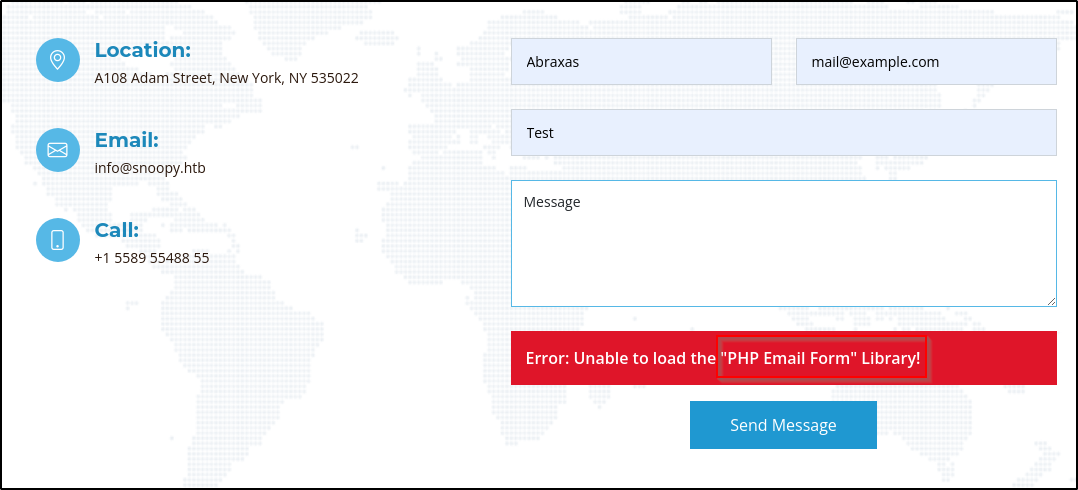 Location:
A108 Adam Street, New York, NY 535022
Email:
info@snoopy.htb
Call:
+1 5589 55488 55
Abraxas
mail@example.com
Test
Message
Error: Unable to load the "PHP Email Form" Library!
Send Message